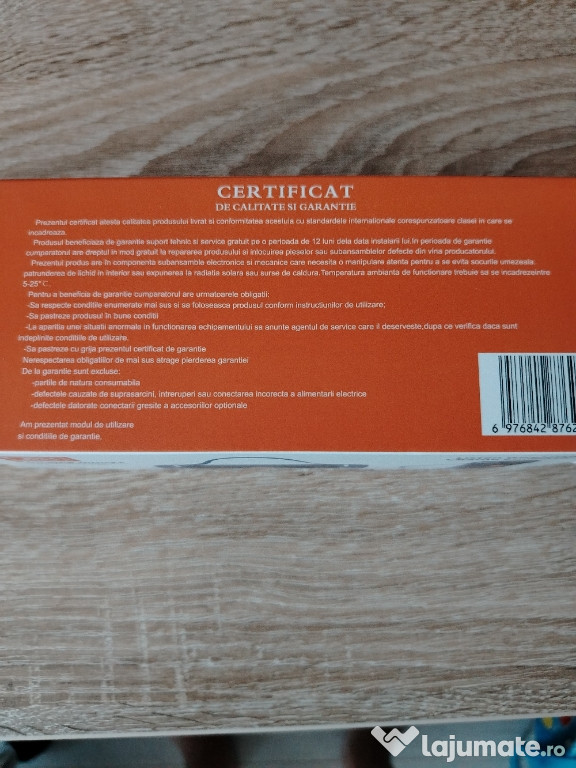 CERTIFICAT
DE CALITATE SI GARANTIE
Prezentul certificat atesta calitatea produsului livrat si conformitatea acestuia cu standardele internationale corespunzatoare clasei in care se
incadreaza.
Produsul beneficiaza de garantie suport tehnic si service gratuit pe o perioada de 12 luni dela data instalarii lui.In perioada de garantie
cumparatorul are dreptul in mod gratuit la repararea produsului si inlocuirea pieselor sau subansamblelor defecte din vina producatorului.
Prezentul produs are in componenta subansamble electronice si mecanice care necesita o manipulare atenta pentru a se evita socurile umezeala,
patrunderea de lichid in interior sau expunerea la radiatia solara sau surse de caldura.Temperatura ambianta de functionare trebuie sa se incadrezeintre
5-25°C.
Pentru a beneficia de garantie cumparatorul are urmatoarele obligatii:
-Sa respecte conditiile enumerate mai sus si sa foloseasca produsul conform instructiunilor de utilizare;
-Sa pastreze produsul in bune conditii
-La aparitia unei situatii anormale in functionarea echipamentului sa anunte agentul de service care il deserveste,dupa ce verifica daca sunt
indeplinite conditiile de utilizare.
-Sa pastreze cu grija prezentul certificat de garantie
Nerespectarea obligatiilor de mai sus atrage pierderea garantiei
De la garantie sunt excluse:
-partile de natura consumabila
-defectele cauzate de suprasarcini, intreruperi sau conectarea incorecta a alimentarii electrice
-defectele datorate conectarii gresite a accesoriilor optionale
Am prezentat modul de utilizare
si conditiile de garantie.
6 976842 8762
lajumate.ro